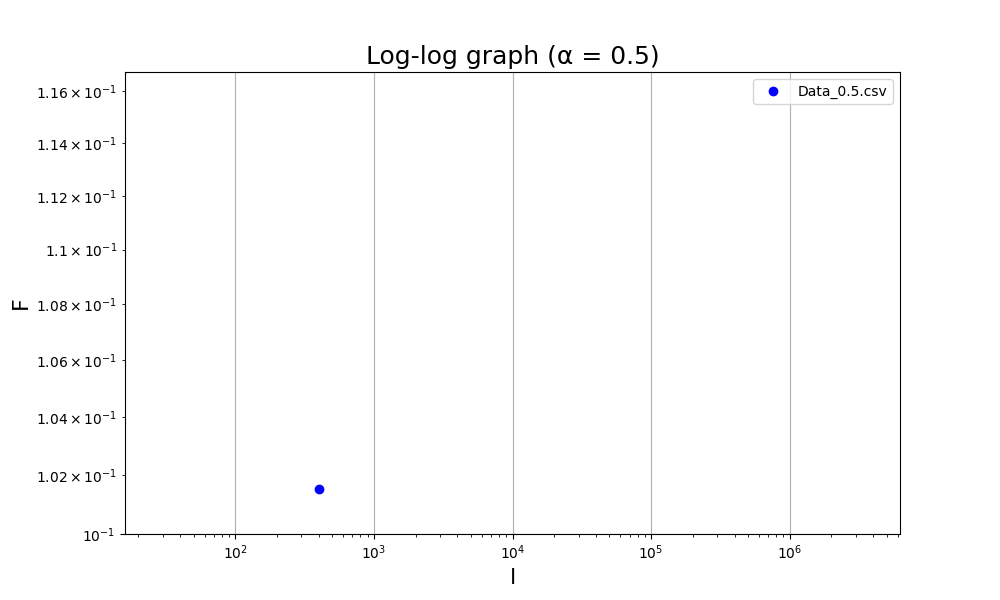 Log-log graph (α = 0.5)
Data_0.5.csv
F
1.16 × 10⁻¹
1.14 × 10⁻¹
1.12 × 10⁻¹
1.1 × 10⁻¹
1.08 × 10⁻¹
1.06 × 10⁻¹
1.04 × 10⁻¹
1.02 × 10⁻¹
10⁻¹
10² 10³ 10⁴ 10⁵ 10⁶
l